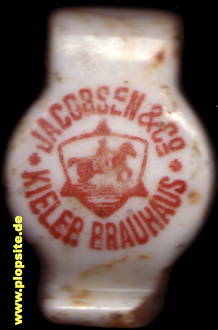 JACOBSEN & CO
KIELER BRAUHAUS
www.plopsite.de